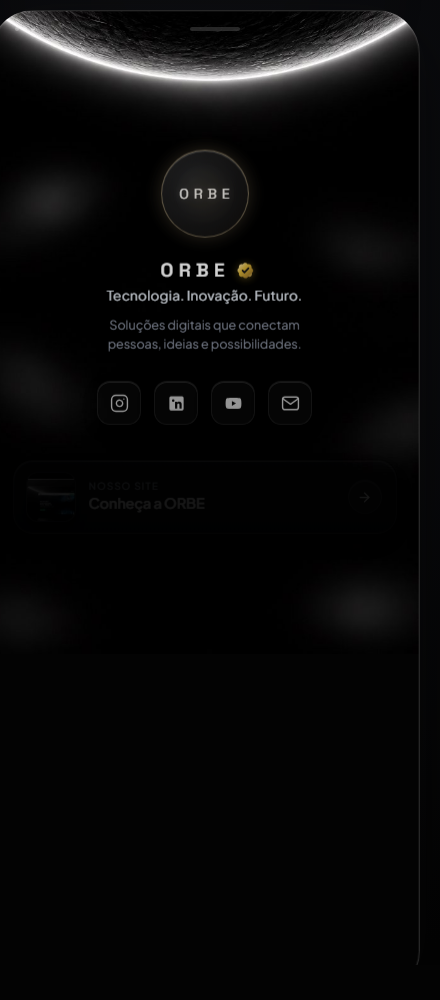 ORBE
ORBE
Tecnologia. Inovação. Futuro.
Soluções digitais que conectam
pessoas, ideias e possibilidades.
NOSSO SITE
Conheça a ORBE